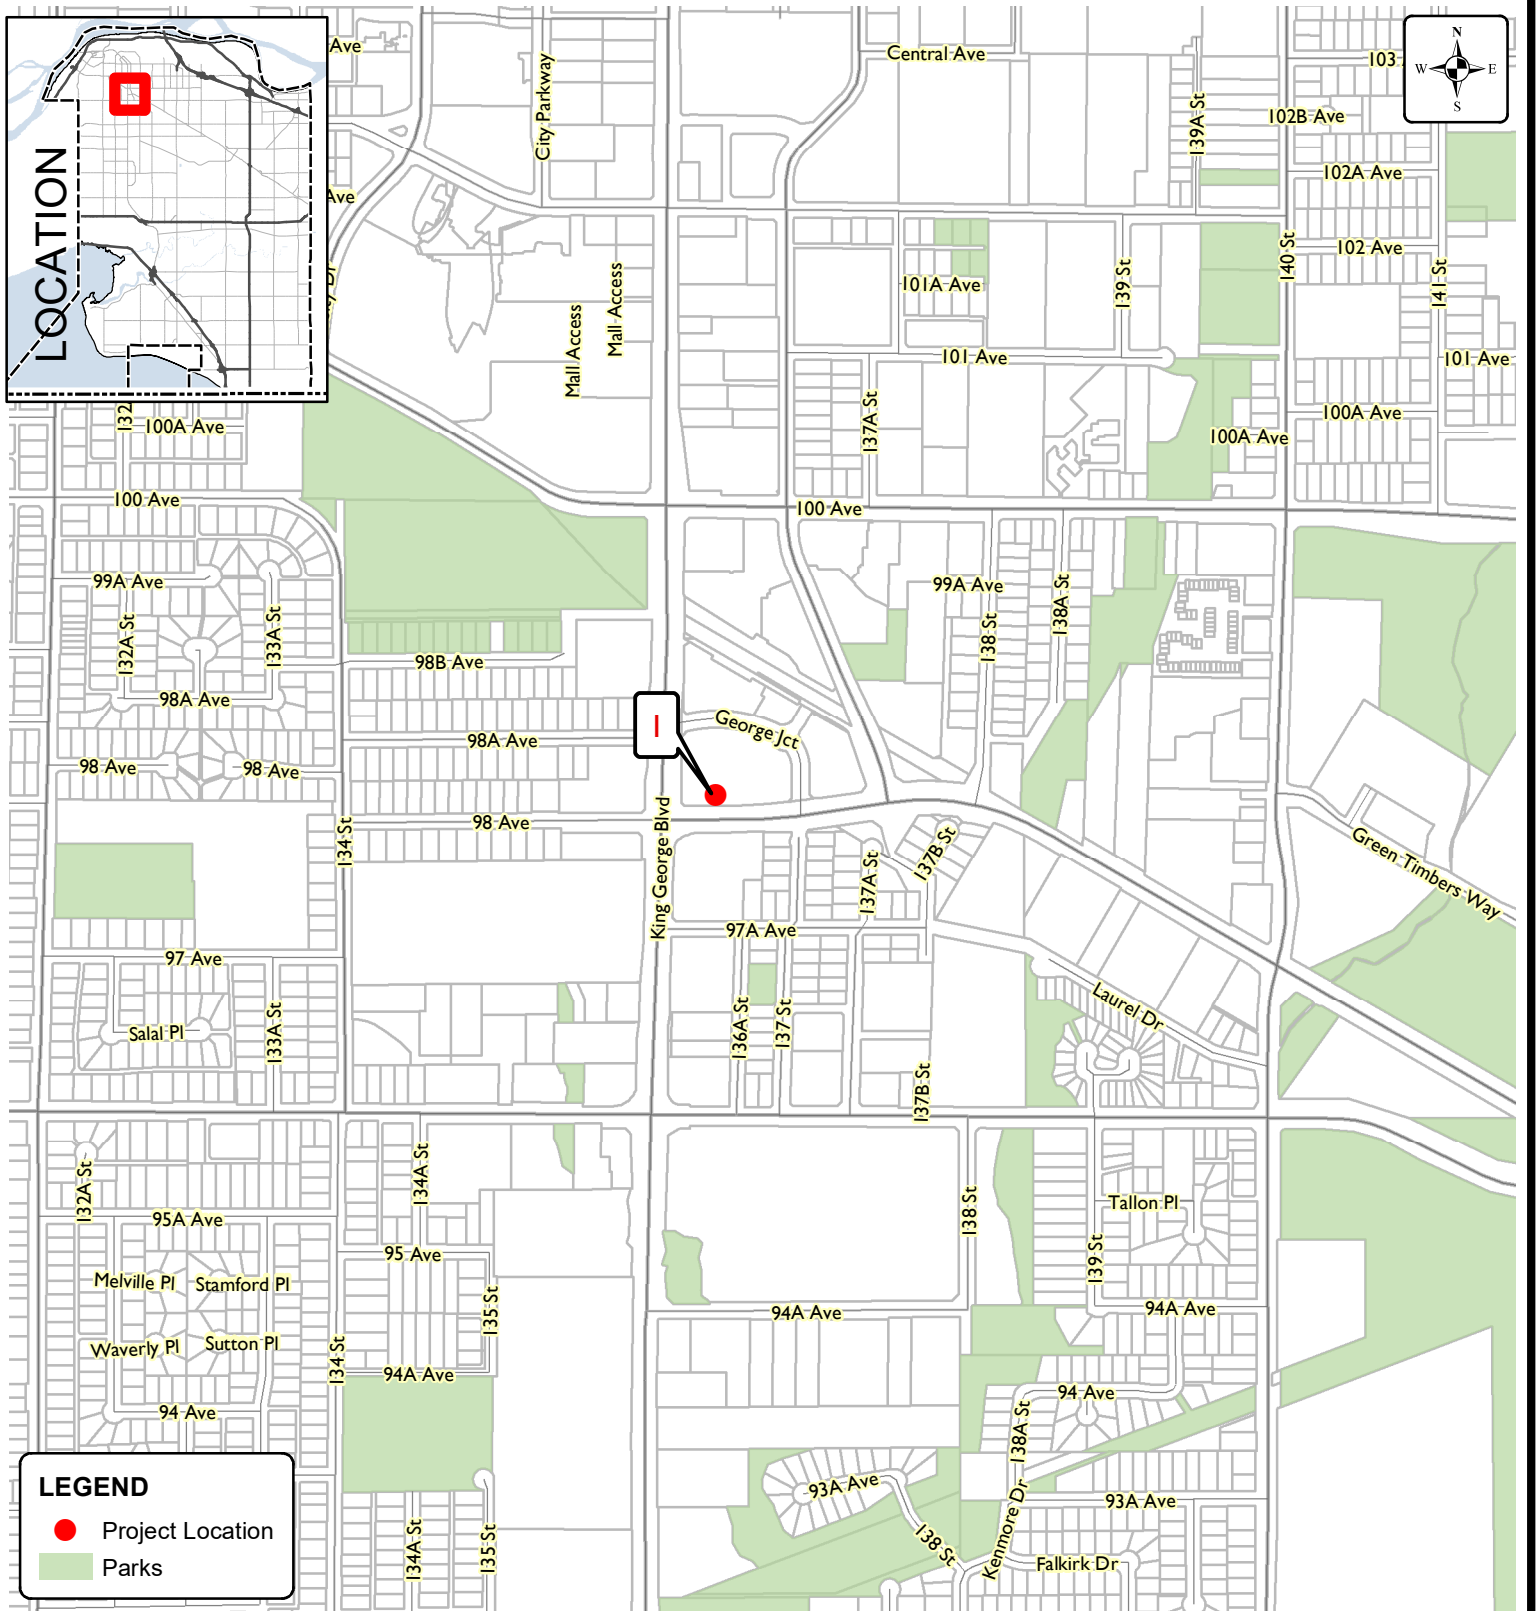 LOCATION
N
W E
S
Ave
Central Ave
103
City Parkway
139A St
102B Ave
102A Ave
Ave
140 St
102 Ave
141 St
Mall Access
Mall Access
101A Ave
139 St
101 Ave
101 Ave
132
100A Ave
137A St
100A Ave
100A Ave
100 Ave
100 Ave
99A Ave
99A Ave
132A St
133A St
138 St
138A St
98B Ave
98A Ave
1
George Jct
98A Ave
98 Ave
98 Ave
98 Ave
134 St
King George Blvd
137A St
137B St
Green Timbers Way
97A Ave
97 Ave
Salal Pl
133A St
136A St
137 St
Laurel Dr
137B St
132A St
134A St
138 St
Tallon Pl
95A Ave
95 Ave
139 St
Melville Pl
Stamford Pl
135 St
94A Ave
94A Ave
Waverly Pl
Sutton Pl
134 St
94A Ave
94 Ave
94 Ave
138A St
93A Ave
93A Ave
Kenmore Dr
138 St
Falkirk Dr
134A St
135 St
LEGEND
Project Location
Parks